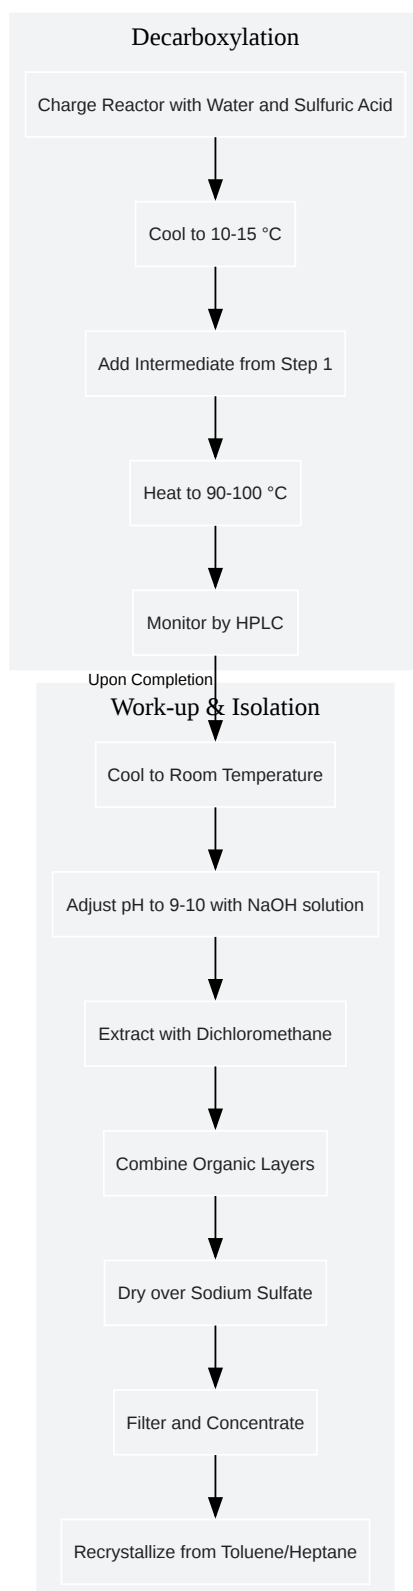 Decarboxylation
Charge Reactor with Water and Sulfuric Acid
Cool to 10-15 °C
Add Intermediate from Step 1
Heat to 90-100 °C
Monitor by HPLC
Upon Completion
Work-up & Isolation
Cool to Room Temperature
Adjust pH to 9-10 with NaOH solution
Extract with Dichloromethane
Combine Organic Layers
Dry over Sodium Sulfate
Filter and Concentrate
Recrystallize from Toluene/Heptane